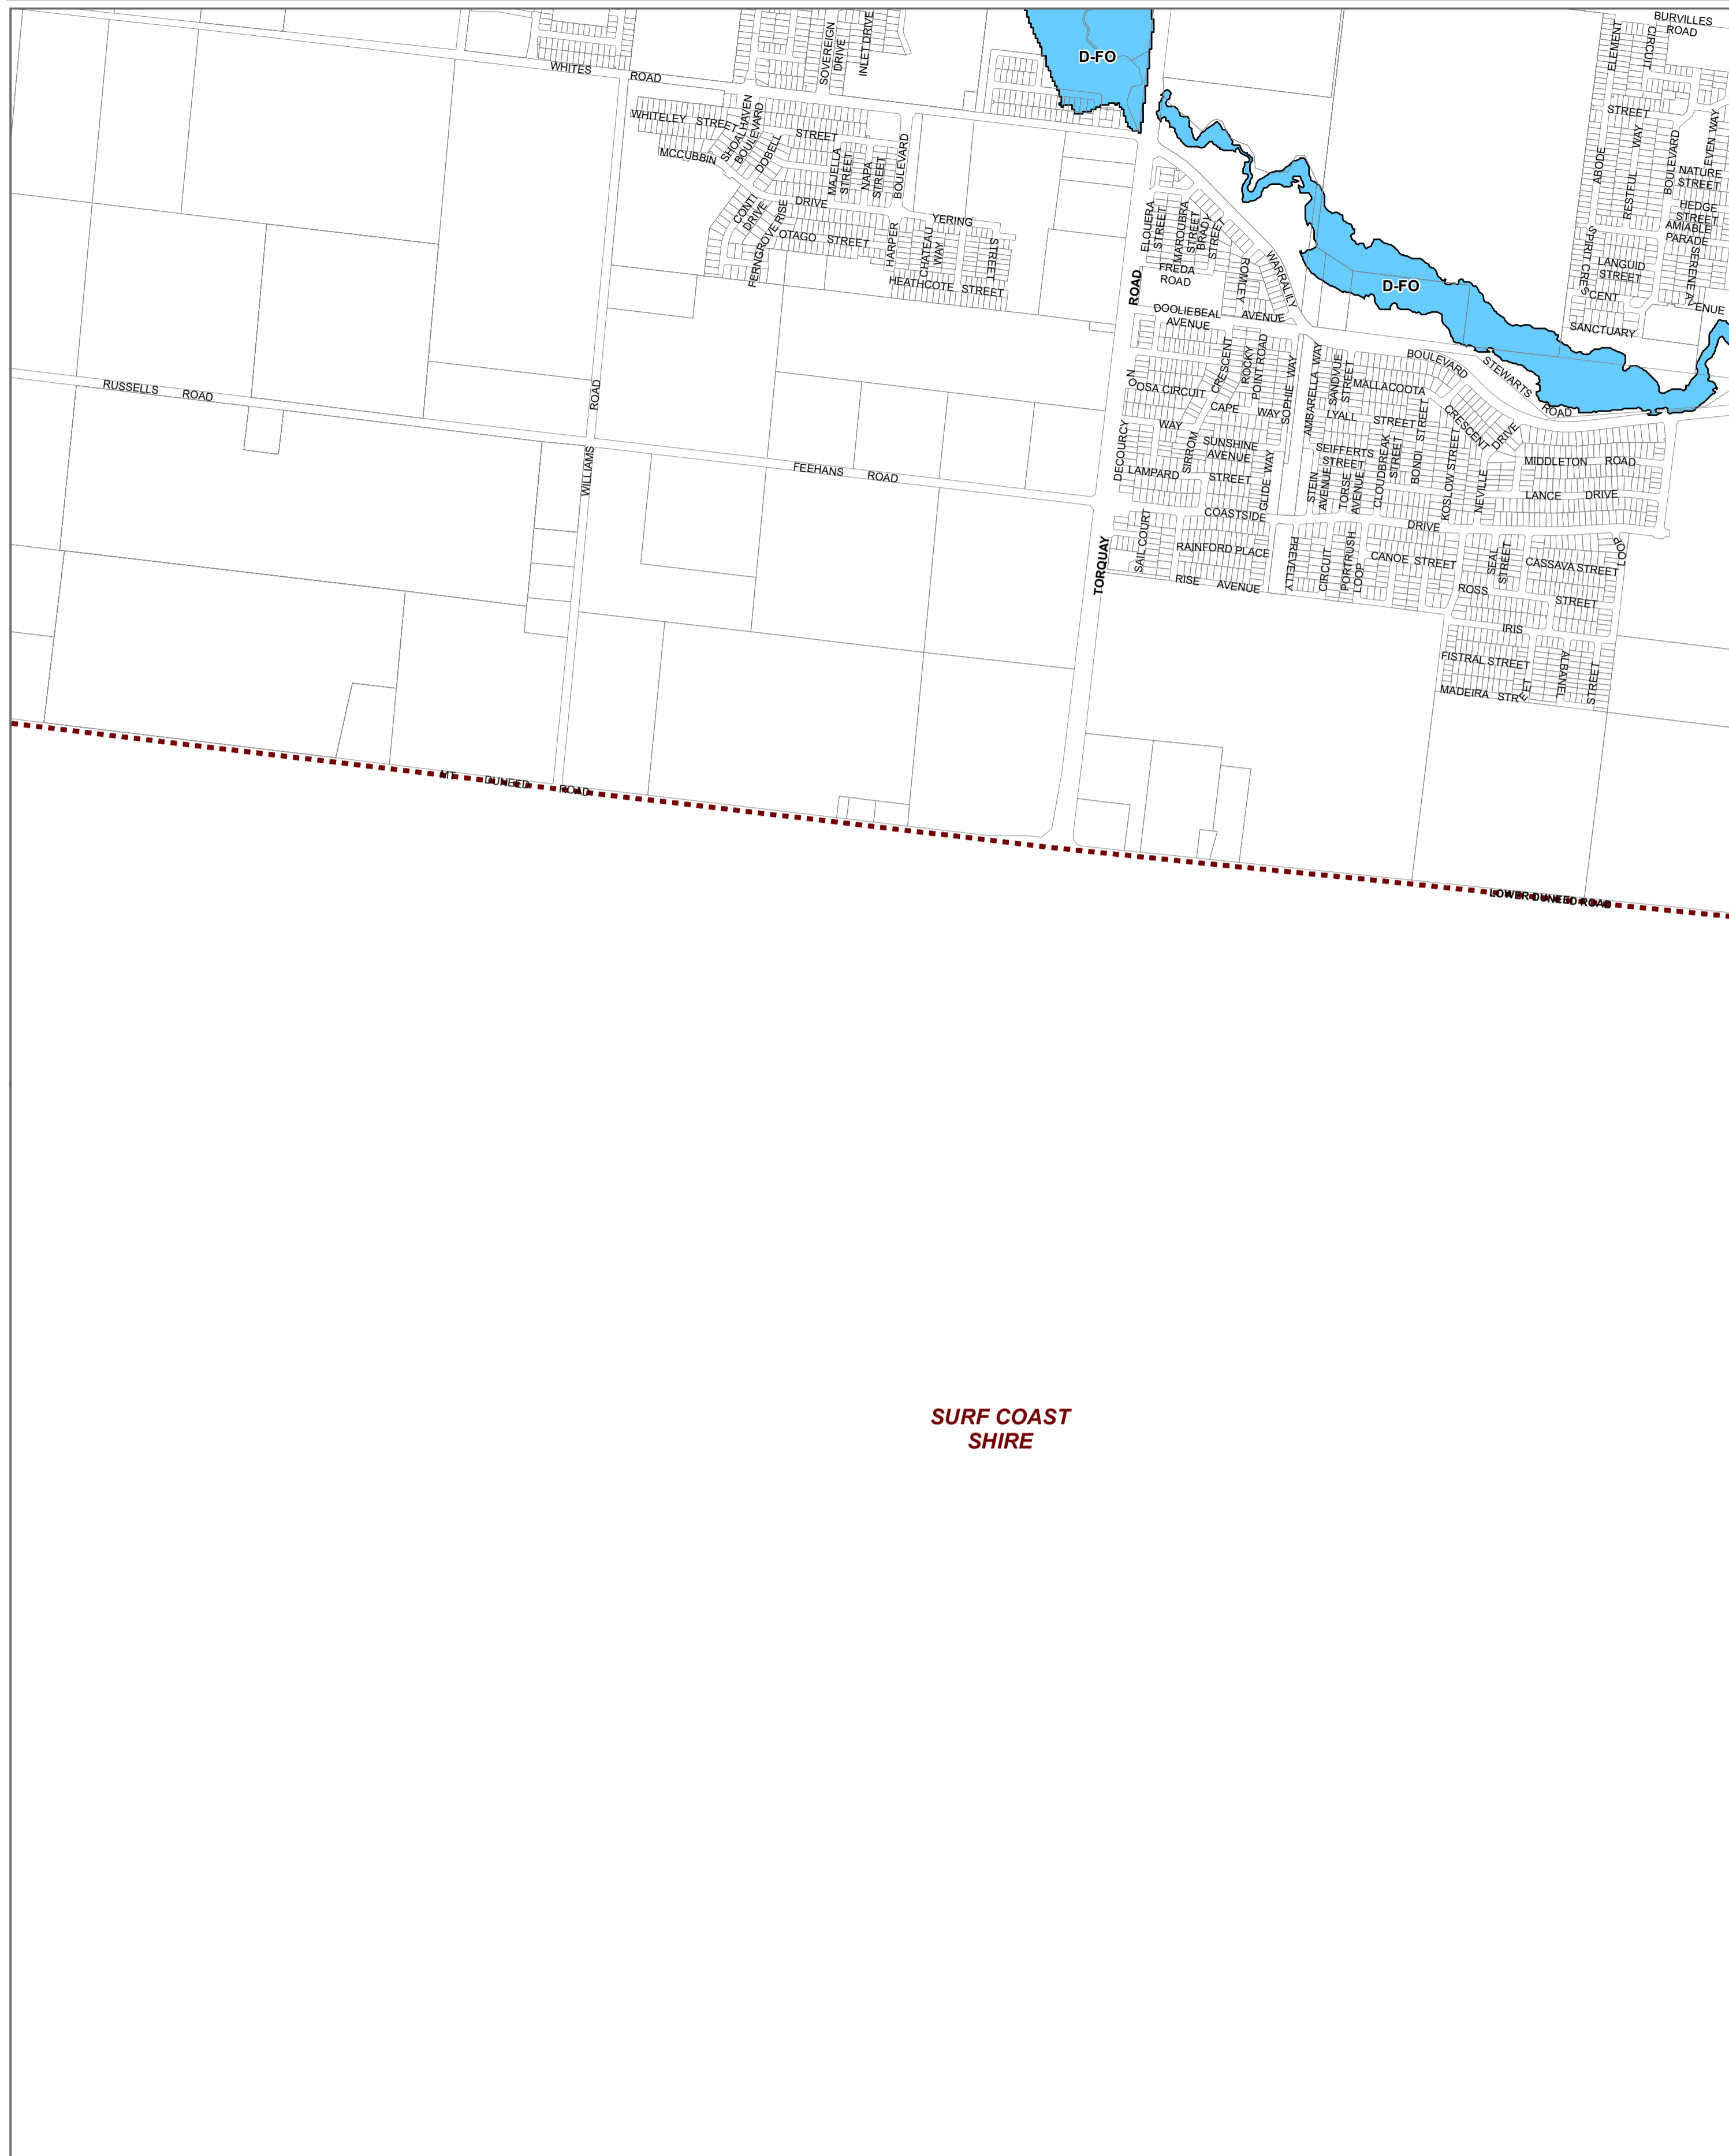 BURVILLES
ROAD
ELEMENT
CIRCUIT
SOVEREIGN
DRIVE
INLET DRIVE
D-FO
WHITES ROAD
WHITELEY STREET
SHOALHAVEN
BOULEVARD
DOBELL
STREET
MCCUBBIN
DRIVE
MAJELLA
STREET
NAPA
STREET
BOULEVARD
CONTI
DRIVE
FERNGROVE RISE
OTAGO STREET
HARPER
CHATEAU
WAY
YERING
STREET
HEATHCOTE STREET
STREET
ABODE
WAY
RESTFUL
BOULEVARD
EVEN WAY
NATURE
STREET
HEDGE
STREET
AMIABLE
PARADE
SPIRIT CRES
CENT
LANGUID
STREET
SERENE A
VENUE
SANCTUARY
ELOUERA
STREET
MAROUBRA
STREET
BRADY
STREET
FREDA
ROAD
ROMLEY
AVENUE
WARRALILY
ROAD
D-FO
DOOLIEBEAL
AVENUE
BOULEVARD
STEWARTS
ROAD
RUSSELLS ROAD
ROAD
WILLIAMS
FEEHANS ROAD
NO
OSA CIRCUIT
CRESCENT
ROCKY
POINT ROAD
SOPHIE WAY
AMBARELLA WAY
SANDVUE
STREET
MALLACOOTA
CAPE WAY
WAY
LYALL STREET
CRESCENT
DRIVE
DECOURCY
SIRROM
SUNSHINE
AVENUE
SEIFFERTS
STREET
CLOUDBREAK
STREET
BONDI STREET
KOSLOW STREET
NEVILLE
MIDDLETON ROAD
LAMPARD STREET
GLIDE WAY
STEIN
AVENUE
TORSE
AVENUE
LANCE DRIVE
COASTSIDE DRIVE
TORQUAY
SAIL COURT
RAINFORD PLACE
PREVELLY
CIRCUIT
PORTRUSH
LOOP
CANOE STREET
SEAL
STREET
CASSAVA STREET
LOOP
RISE AVENUE
ROSS STREET
IRIS
FISTRAL STREET
MADEIRA STREET
ALBANEL
STREET
MT DUNEED ROAD
LOWER DUNEED ROAD
SURF COAST
SHIRE